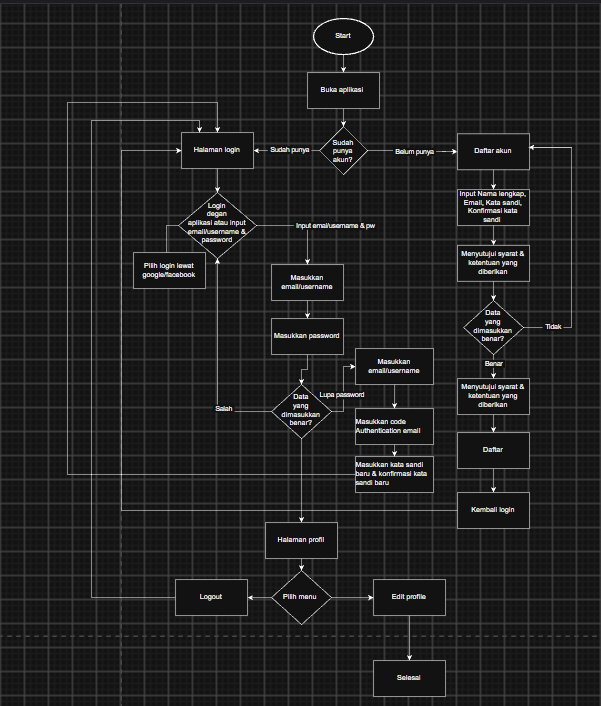 Start
Buka aplikasi
Sudah
punya
akun?
Sudah punya
Belum punya
Halaman login
Daftar akun
Input Nama lengkap,
Email, Kata sandi,
Konfirmasi kata
sandi
Login
degan
aplikasi atau input
email/username &
password
Input emai/username & pw
Pilih login lewat
google/facebook
Menyutujui syarat &
ketentuan yang
diberikan
Masukkan
email/username
Data
yang
dimasukkan
benar?
Tidak
Masukkan password
Benar
Masukkan
email/username
Menyutujui syarat &
ketentuan yang
diberikan
Lupa password
Salah
Data
yang
dimasukkan
benar?
Masukkan code
Authentication email
Daftar
Masukkan kata sandi
baru & konfirmasi kata
sandi baru
Kembali login
Halaman profil
Logout
Pilih menu
Edit profile
Selesai